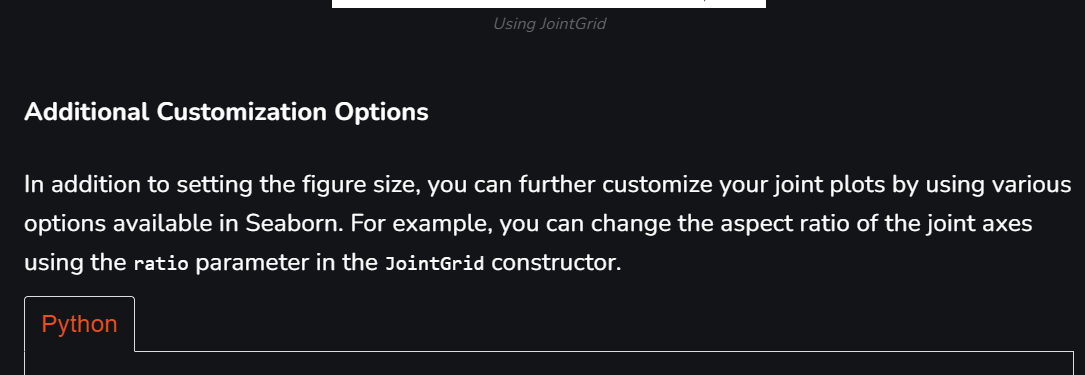 Using JointGrid
Additional Customization Options
In addition to setting the figure size, you can further customize your joint plots by using various
options available in Seaborn. For example, you can change the aspect ratio of the joint axes
using the ratio parameter in the JointGrid constructor.
Python